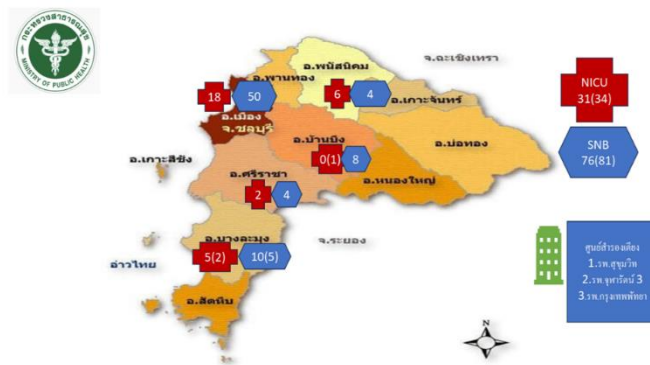 กระทรวงสาธารณสุข
MINISTRY OF PUBLIC HEALTH
อ.พนัสนิคม
จ.ฉะเชิงเทรา
อ.พานทอง
18
50
6
4
อ.เกาะจันทร์
อ.เมือง
จ.ชลบุรี
อ.บ้านบึง
อ.บ่อทอง
0(1)
8
อ.เกาะสีชัง
อ.หนองใหญ่
อ.ศรีราชา
2
4
อ.บางละมุง
จ.ระยอง
5(2)
10(5)
อ่าวไทย
อ.สัตหีบ
N
NICU
31(34)
SNB
76(81)
ศูนย์สำรองเตียง
1.รพ.สุขุมวิท
2.รพ.จุฬารัตน์ 3
3.รพ.กรุงเทพพัทยา